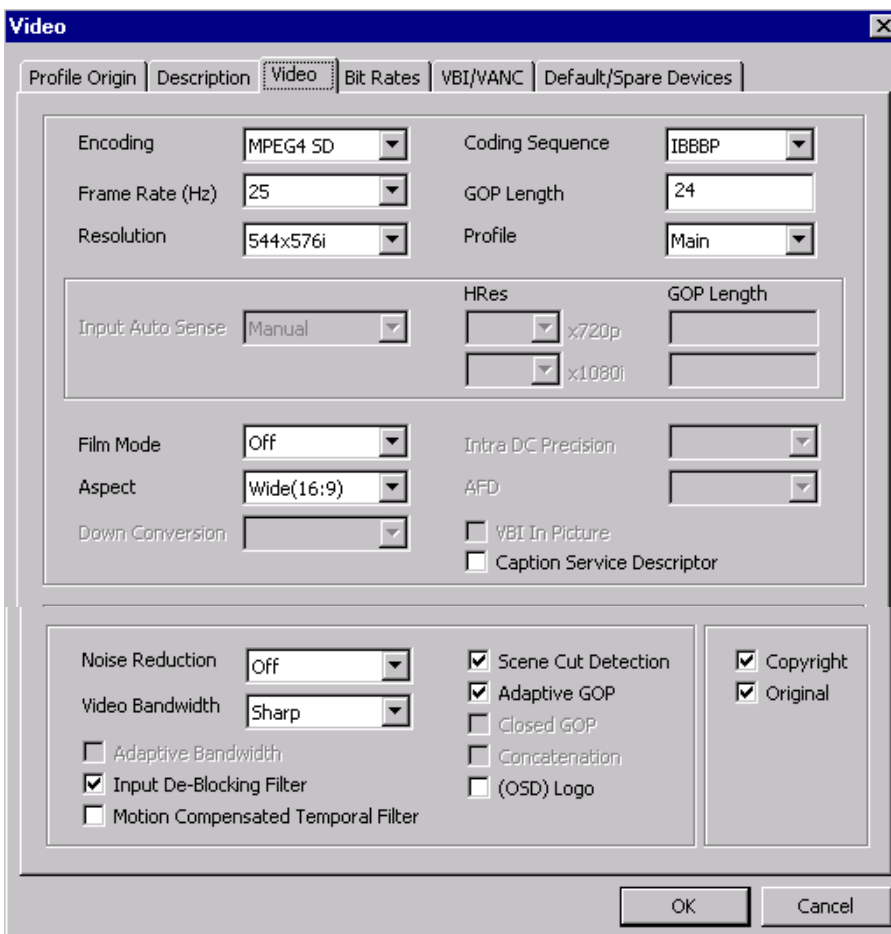 Video
Profile Origin Description Video Bit Rates VBI/VANC Default/Spare Devices
Encoding MPEG4 SD Coding Sequence IBBBP
Frame Rate (Hz) 25 GOP Length 24
Resolution 544x576i Profile Main
HRes GOP Length
Input Auto Sense Manual x720p
x1080i
Film Mode Off Intra DC Precision
Aspect Wide(16:9) AFD
Down Conversion VBI In Picture
Caption Service Descriptor
Noise Reduction Off Scene Cut Detection Copyright
Video Bandwidth Sharp Adaptive GOP Original
Closed GOP
Adaptive Bandwidth Concatenation
Input De-Blocking Filter (OSD) Logo
Motion Compensated Temporal Filter
OK Cancel